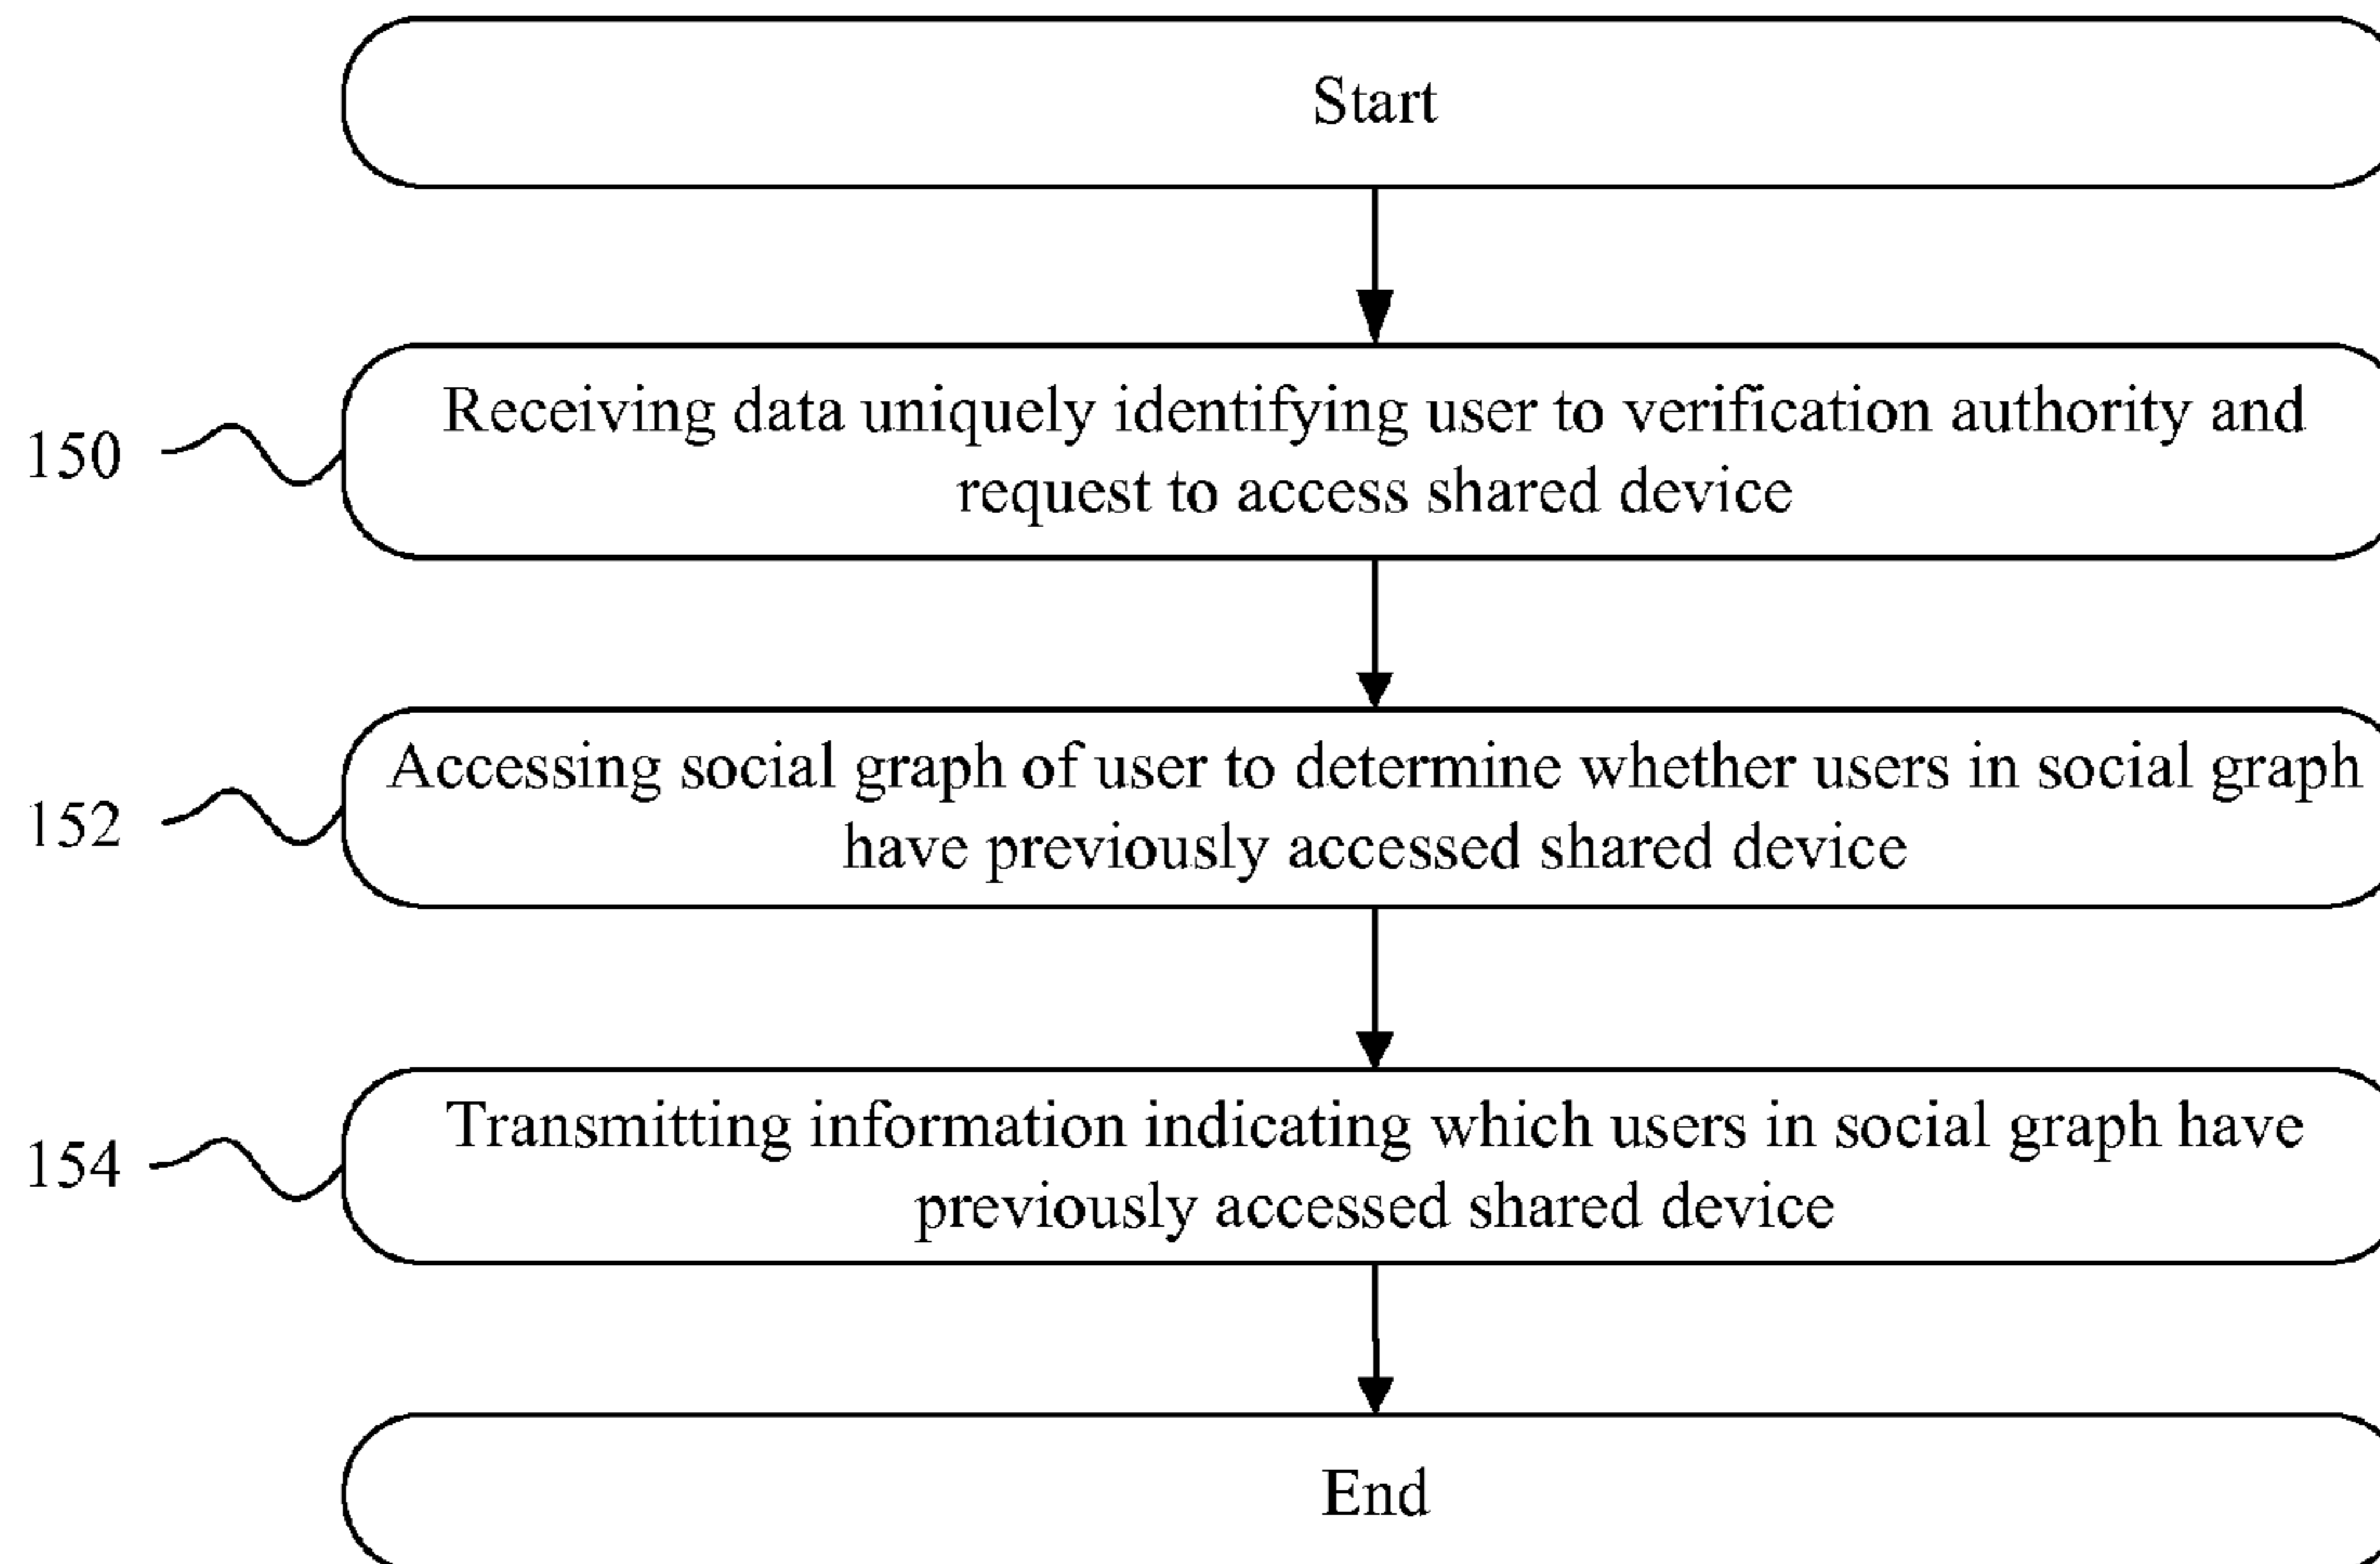 Start
150
Receiving data uniquely identifying user to verification authority and
request to access shared device
152
Accessing social graph of user to determine whether users in social graph
have previously accessed shared device
154
Transmitting information indicating which users in social graph have
previously accessed shared device
End